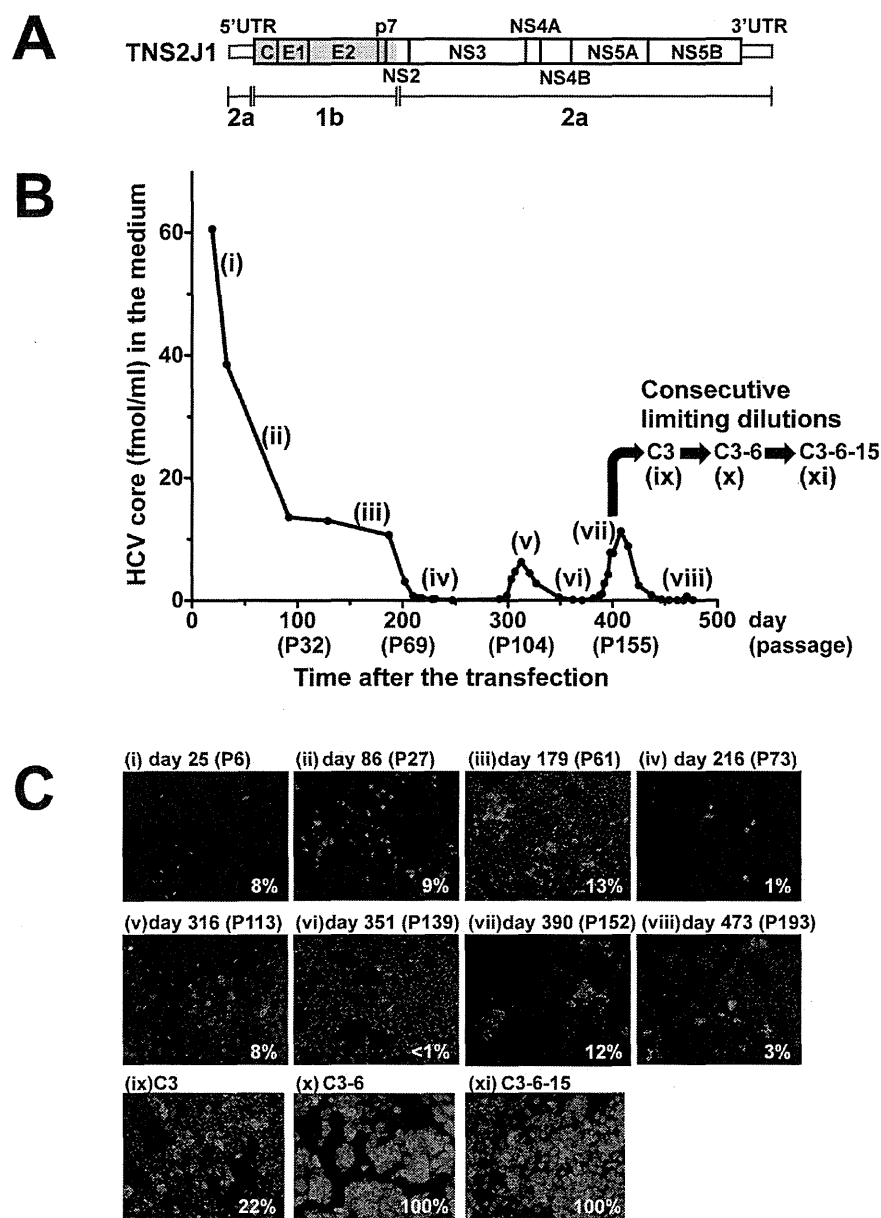 A
5'UTR p7 NS4A 3'UTR
TNS2J1 C E1 E2 NS3 NS5A NS5B
NS2 NS4B
2a 1b 2a
B
HCV core (fmol/ml) in the medium
60
40
20
0
(i)
(ii)
(iii)
(iv)
(v)
(vi)
(vii)
(viii)
Consecutive
limiting dilutions
C3 C3-6 C3-6-15
(ix) (x) (xi)
0 100 200 300 400 500 day
(P32) (P69) (P104) (P155) (passage)
Time after the transfection
C
(i) day 25 (P6) (ii) day 86 (P27) (iii) day 179 (P61) (iv) day 216 (P73)
8% 9% 13% 1%
(v)day 316 (P113) (vi)day 351 (P139) (vii) day 390 (P152) (viii)day 473 (P193)
8% <1% 12% 3%
(ix)C3 (x) C3-6 (xi) C3-6-15
22% 100% 100%